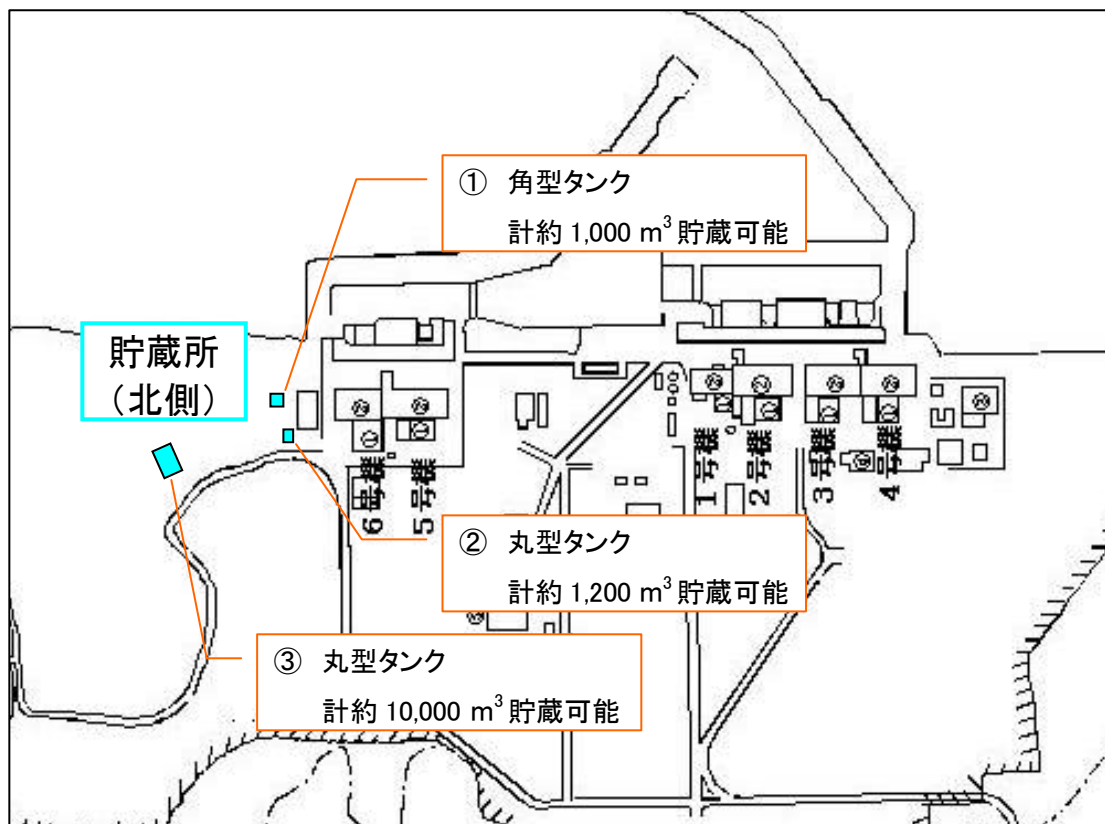 ① 角型タンク
計約 1,000 m³ 貯蔵可能
貯蔵所
（北側）
6号機
5号機
1号機
2号機
3号機
4号機
② 丸型タンク
計約 1,200 m³ 貯蔵可能
③ 丸型タンク
計約 10,000 m³ 貯蔵可能